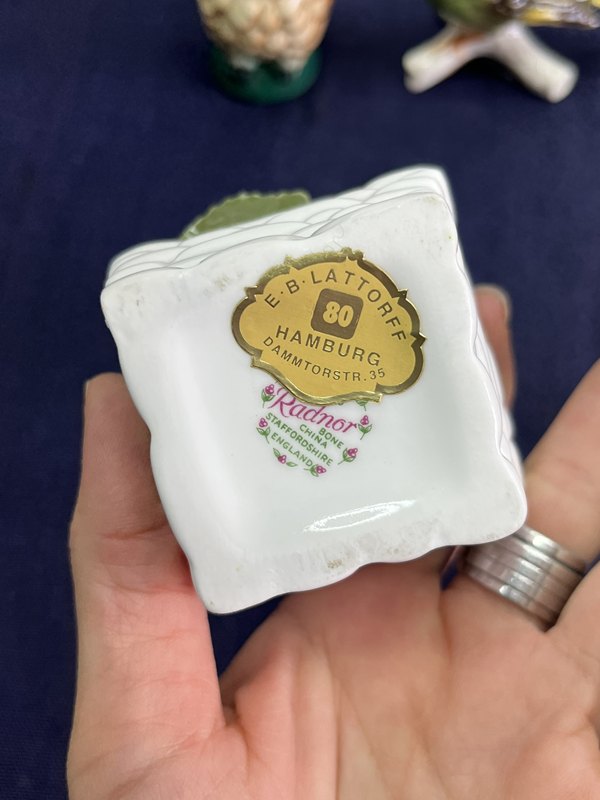 E·B·LATTORFF
80
HAMBURG
DAMMTORSTR.35
Radnor
BONE
CHINA
STAFFORDSHIRE
ENGLAND